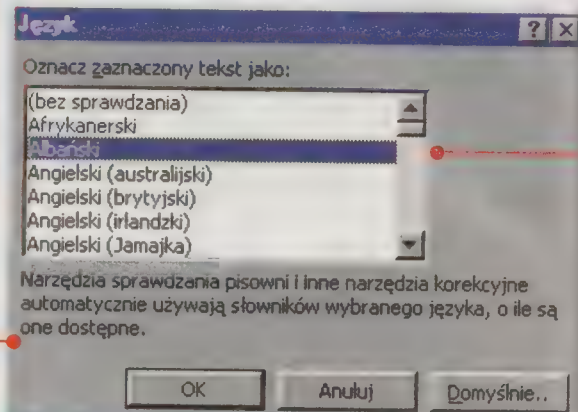 Język
Oznacz zaznaczony tekst jako:
(bez sprawdzania)
Afrykanerski
Albański
Angielski (australijski)
Angielski (brytyjski)
Angielski (irlandzki)
Angielski (Jamajka)
Narzędzia sprawdzania pisowni i inne narzędzia korekcyjne
automatycznie używają słowników wybranego języka, o ile są
one dostępne.
OK Anuluj Domyślnie..